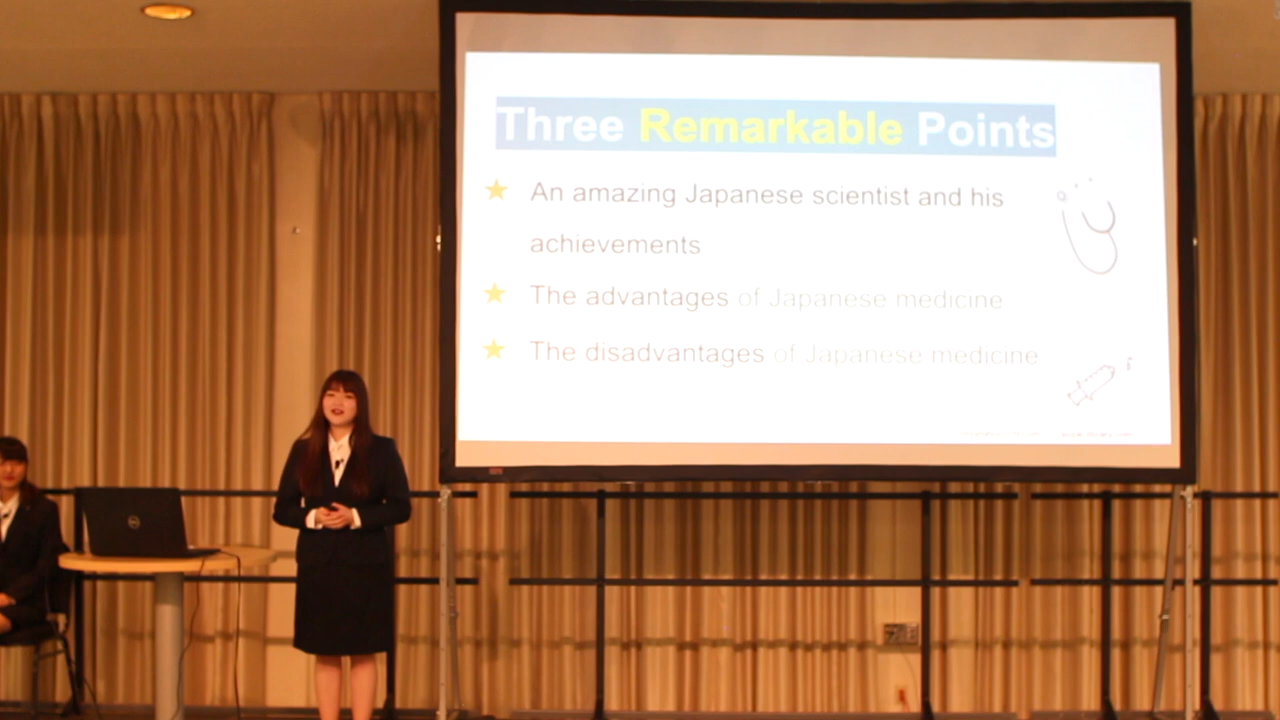 Three Remarkable Points
An amazing Japanese scientist and his
achievements
The advantages of Japanese medicine
The disadvantages of Japanese medicine
DELL